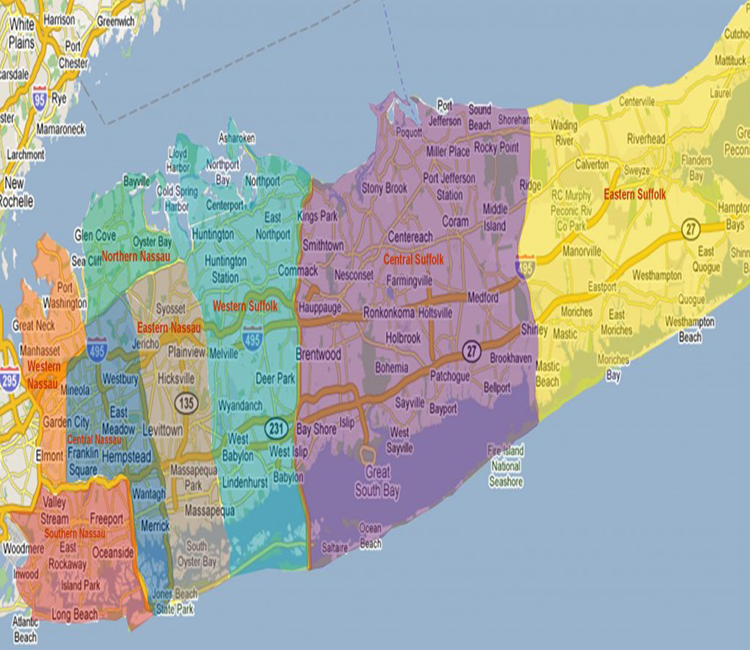 White
Plains
Harrison
Greenwich
Port
Chester
carsdale
95
Rye
ster
Mamaroneck
Larchmont
New
Rochelle
Cutcho
Mattituck
Laurel
Asharoken
Lloyd
Harbor
Northport
Bay
Northport
Bayville
Cold Spring
Harbor
Centerport
East
Northport
Glen Cove
Oyster Bay
Sea Cliff
Northern Nassau
Huntington
Huntington
Station
Commack
Port
Washington
Great Neck
Manhasset
Western
Nassau
295
495
Mineola
Garden City
Central Nassau
Elmont
Franklin
Square
Hempstead
Westbury
East
Meadow
Levittown
Syosset
Eastern Nassau
Jericho
Plainview
Hicksville
135
Western Suffolk
495
Melville
Deer Park
Wyandanch
231
West
Babylon
West Islip
Babylon
Lindenhurst
Massapequa
Park
Massapequa
Wantagh
Merrick
South
Oyster Bay
Jones Beach
State Park
Valley
Stream
Freeport
Southern Nassau
Woodmere
East
Rockaway
Oceanside
Inwood
Island Park
Long Beach
Atlantic
Beach
Port
Jefferson
Sound
Beach
Shoreham
Poquott
Miller Place
Rocky Point
Stony Brook
Port Jefferson
Station
Kings Park
Coram
Middle
Island
Smithtown
Centereach
Central Suffolk
Nesconset
Farmingville
Hauppauge
Ronkonkoma
Holtsville
Medford
Brentwood
Holbrook
27
Bohemia
Brookhaven
Patchogue
Bellport
Sayville
Bayport
Bay Shore
Islip
West
Sayville
Great
South Bay
Fire Island
National
Seashore
Ocean
Beach
Saltaire
Centerville
Wading
River
Riverhead
Calverton
Sweyze
Flanders
Bay
Gre
Pecon
Ridge
RC Murphy
Peconic Riv
Co Park
Eastern Suffolk
Hampton
Bays
27
495
Manorville
East
Quogue
Shinn
Westhampton
Eastport
Quogue
Moriches
East
Moriches
Westhampton
Beach
Shirley
Mastic
Moriches
Bay
Mastic
Beach